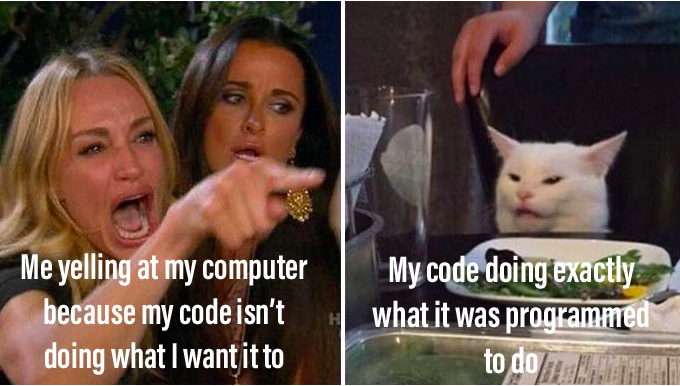 Me yelling at my computer
because my code isn't
doing what I want it to
My code doing exactly
what it was programmed
to do